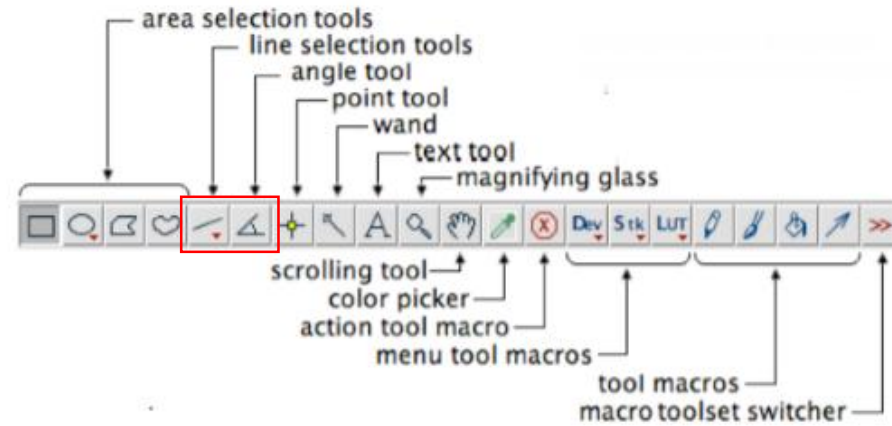 area selection tools
line selection tools
angle tool
point tool
wand
text tool
magnifying glass
A Dev Stk LUT
scrolling tool
color picker
action tool macro
menu tool macros
tool macros
macro toolset switcher